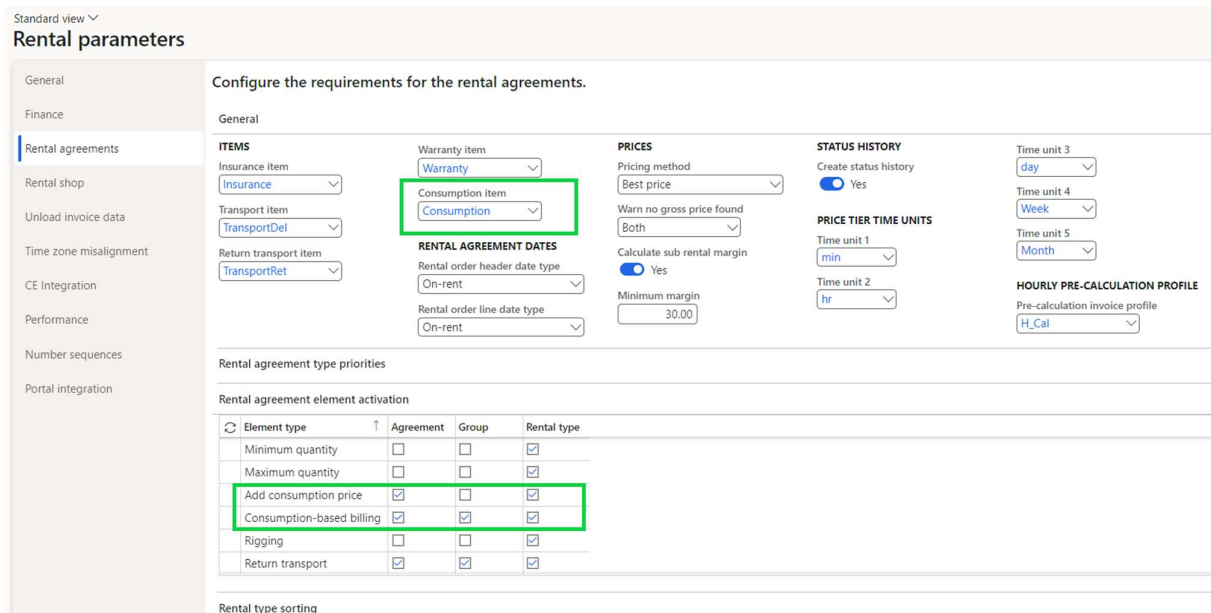 Standard view
Rental parameters
General
Finance
Rental agreements
Rental shop
Unload invoice data
Time zone misalignment
CE Integration
Performance
Number sequences
Portal integration
Configure the requirements for the rental agreements.
General
ITEMS
Insurance item
Insurance
Transport item
TransportDel
Return transport item
TransportRet
Warranty item
Warranty
Consumption item
Consumption
RENTAL AGREEMENT DATES
Rental order header date type
On-rent
Rental order line date type
On-rent
PRICES
Pricing method
Best price
Warn no gross price found
Both
Calculate sub rental margin
Yes
Minimum margin
30.00
STATUS HISTORY
Create status history
Yes
PRICE TIER TIME UNITS
Time unit 1
min
Time unit 2
hr
Time unit 3
day
Time unit 4
Week
Time unit 5
Month
HOURLY PRE-CALCULATION PROFILE
Pre-calculation invoice profile
H_Cal
Rental agreement type priorities
Rental agreement element activation
Element type Agreement Group Rental type
Minimum quantity
Maximum quantity
Add consumption price
Consumption-based billing
Rigging
Return transport
Rental type sorting